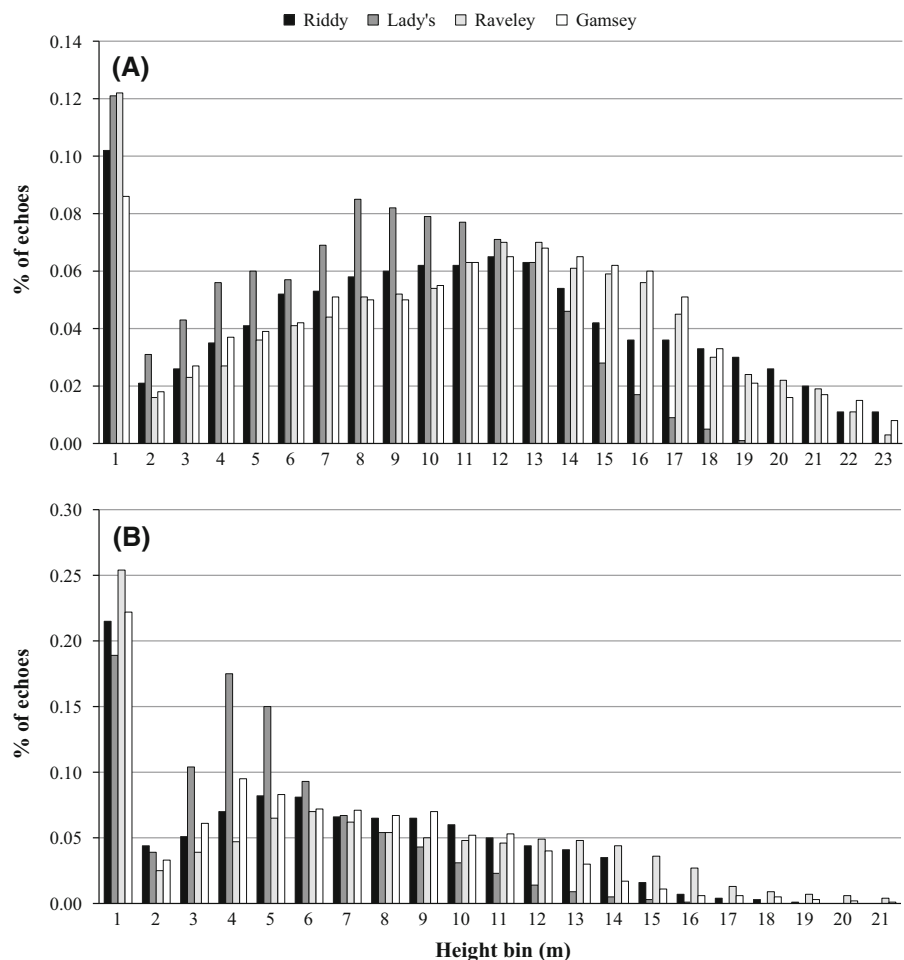 Riddy Lady's Raveley Gamsey
(A)
% of echoes
0.14
0.12
0.10
0.08
0.06
0.04
0.02
0.00
1 2 3 4 5 6 7 8 9 10 11 12 13 14 15 16 17 18 19 20 21 22 23
(B)
% of echoes
0.30
0.25
0.20
0.15
0.10
0.05
0.00
1 2 3 4 5 6 7 8 9 10 11 12 13 14 15 16 17 18 19 20 21
Height bin (m)